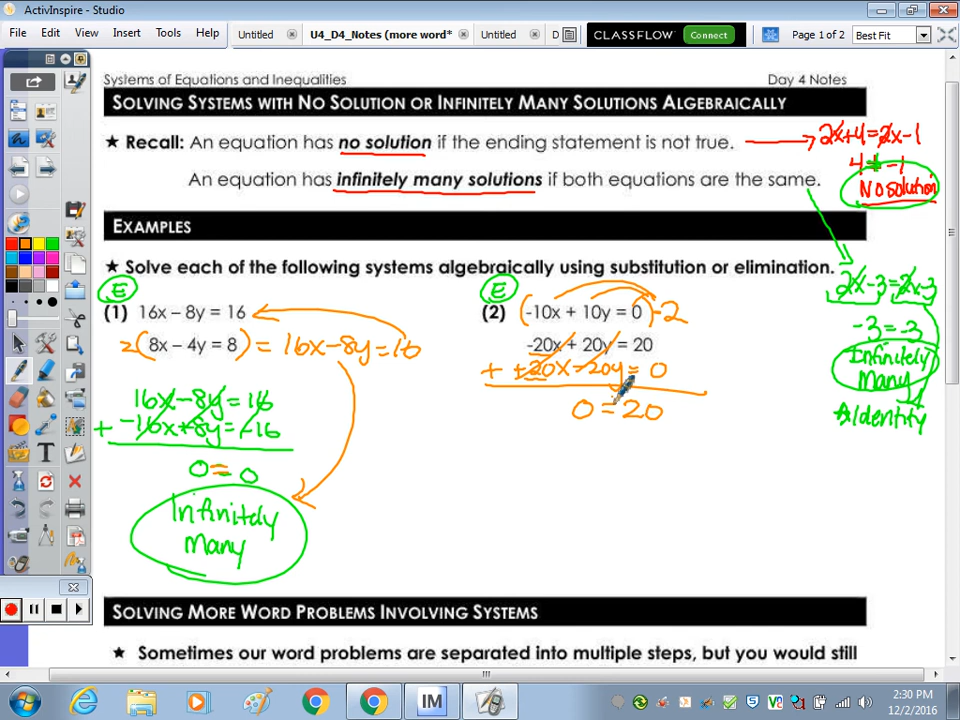 ActivInspire - Studio
File Edit View Insert Tools Help Untitled U4_D4_Notes (more word* Untitled D CLASSFLOW Connect Page 1 of 2 Best Fit
Systems of Equations and Inequalities Day 4 Notes
SOLVING SYSTEMS WITH NO SOLUTION OR INFINITELY MANY SOLUTIONS ALGEBRAICALLY
★ Recall: An equation has no solution if the ending statement is not true.
2x+4=2x-1
4≠-1
No solution
An equation has infinitely many solutions if both equations are the same.
EXAMPLES
★ Solve each of the following systems algebraically using substitution or elimination.
2x-3=2x-3
-3=-3
Infinitely
Many
*Identity
E
(1) 16x – 8y = 16
2(8x – 4y = 8) = 16x-8y=16
16x-8y=16
+ -16x+8y=-16
0=0
Infinitely
Many
E
(2) (-10x + 10y = 0)-2
-20x + 20y = 20
+ +20x-20y=0
0=20
SOLVING MORE WORD PROBLEMS INVOLVING SYSTEMS
★ Sometimes our word problems are separated into multiple steps, but you would still
IM
2:30 PM
12/2/2016